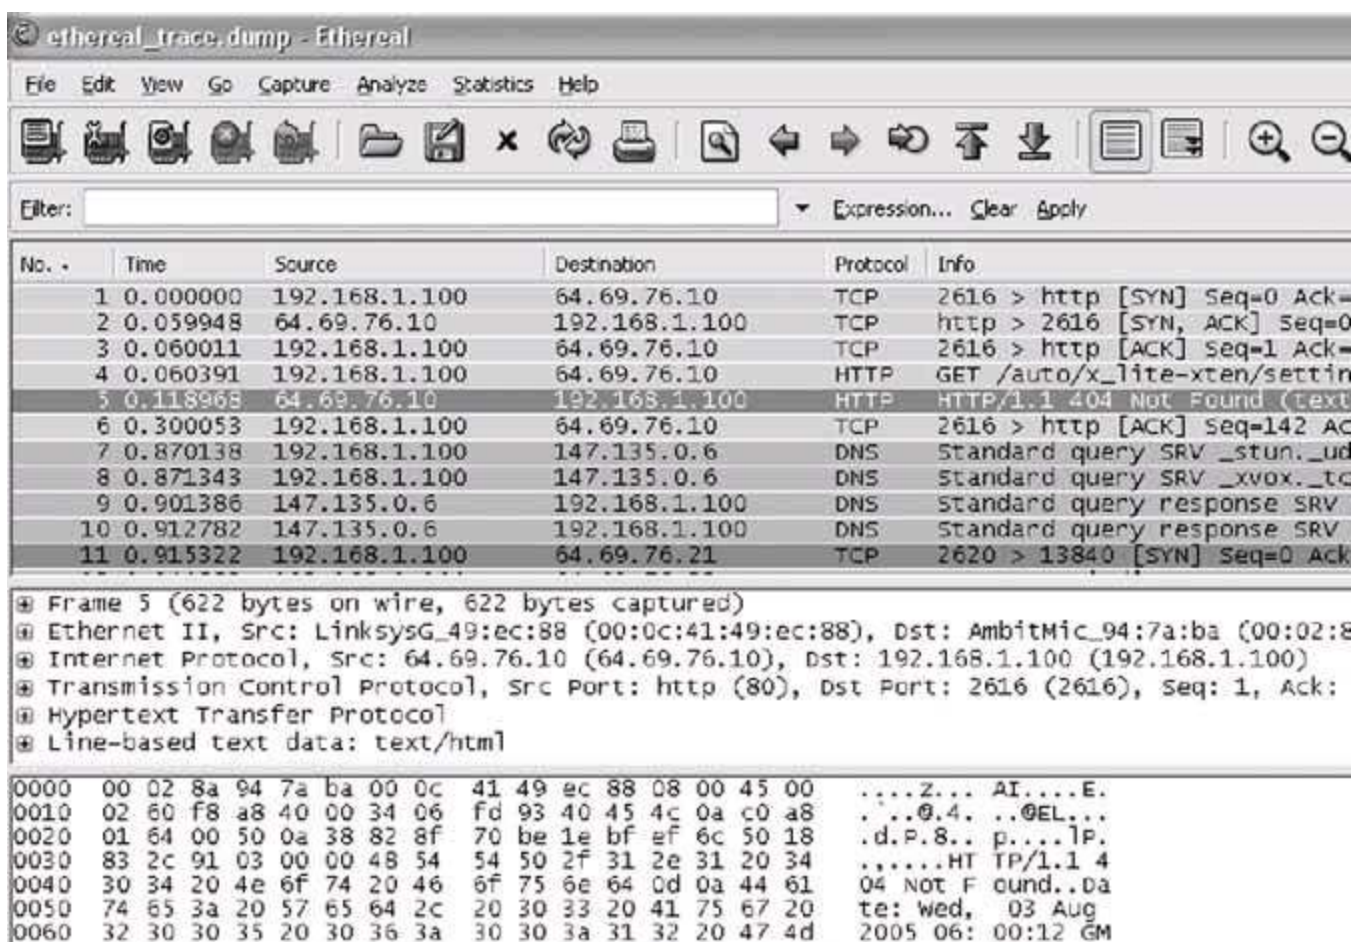 ethereal_trace.dump - Ethereal
File Edit View Go Capture Analyze Statistics Help
Filter: Expression... Clear Apply
No. Time Source Destination Protocol Info
1 0.000000 192.168.1.100 64.69.76.10 TCP 2616 > http [SYN] Seq=0 Ack=
2 0.059948 64.69.76.10 192.168.1.100 TCP http > 2616 [SYN, ACK] Seq=0
3 0.060011 192.168.1.100 64.69.76.10 TCP 2616 > http [ACK] Seq=1 Ack=
4 0.060391 192.168.1.100 64.69.76.10 HTTP GET /auto/x_lite-xten/settin
5 0.118968 64.69.76.10 192.168.1.100 HTTP HTTP/1.1 404 Not Found (text
6 0.300053 192.168.1.100 64.69.76.10 TCP 2616 > http [ACK] Seq=142 Ac
7 0.870138 192.168.1.100 147.135.0.6 DNS Standard query SRV _stun._ud
8 0.871343 192.168.1.100 147.135.0.6 DNS Standard query SRV _xvox._tc
9 0.901386 147.135.0.6 192.168.1.100 DNS Standard query response SRV
10 0.912782 147.135.0.6 192.168.1.100 DNS Standard query response SRV
11 0.915322 192.168.1.100 64.69.76.21 TCP 2620 > 13840 [SYN] Seq=0 Ack
Frame 5 (622 bytes on wire, 622 bytes captured)
Ethernet II, Src: LinksysG_49:ec:88 (00:0c:41:49:ec:88), Dst: AmbitMic_94:7a:ba (00:02:8
Internet Protocol, Src: 64.69.76.10 (64.69.76.10), Dst: 192.168.1.100 (192.168.1.100)
Transmission Control Protocol, Src Port: http (80), Dst Port: 2616 (2616), Seq: 1, Ack:
Hypertext Transfer Protocol
Line-based text data: text/html
0000 00 02 8a 94 7a ba 00 0c 41 49 ec 88 08 00 45 00 ....z... AI....E.
0010 02 60 f8 a8 40 00 34 06 fd 93 40 45 4c 0a c0 a8 .`..@.4. ..@EL...
0020 01 64 00 50 0a 38 82 8f 70 be 1e bf ef 6c 50 18 .d.P.8.. p....lP.
0030 83 2c 91 03 00 00 48 54 54 50 2f 31 2e 31 20 34 .,....HT TP/1.1 4
0040 30 34 20 4e 6f 74 20 46 6f 75 6e 64 0d 0a 44 61 04 Not F ound..Da
0050 74 65 3a 20 57 65 64 2c 20 30 33 20 41 75 67 20 te: Wed, 03 Aug
0060 32 30 30 35 20 30 36 3a 30 30 3a 31 32 20 47 4d 2005 06: 00:12 GM